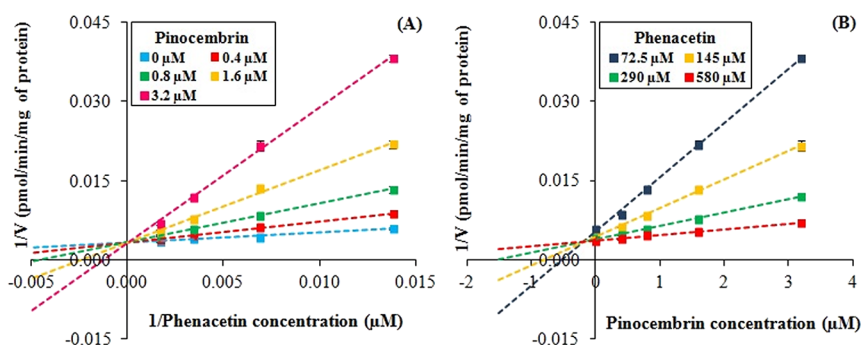 (A)
Pinocembrin
0 µM
0.4 µM
0.8 µM
1.6 µM
3.2 µM
0.045
0.030
0.015
0.000
-0.015
-0.005
0.000
0.005
0.010
0.015
1/V (pmol/min/mg of protein)
1/Phenacetin concentration (µM)
(B)
Phenacetin
72.5 µM
145 µM
290 µM
580 µM
0.045
0.030
0.015
0.000
-0.015
-2
-1
0
1
2
3
4
1/V (pmol/min/mg of protein)
Pinocembrin concentration (µM)